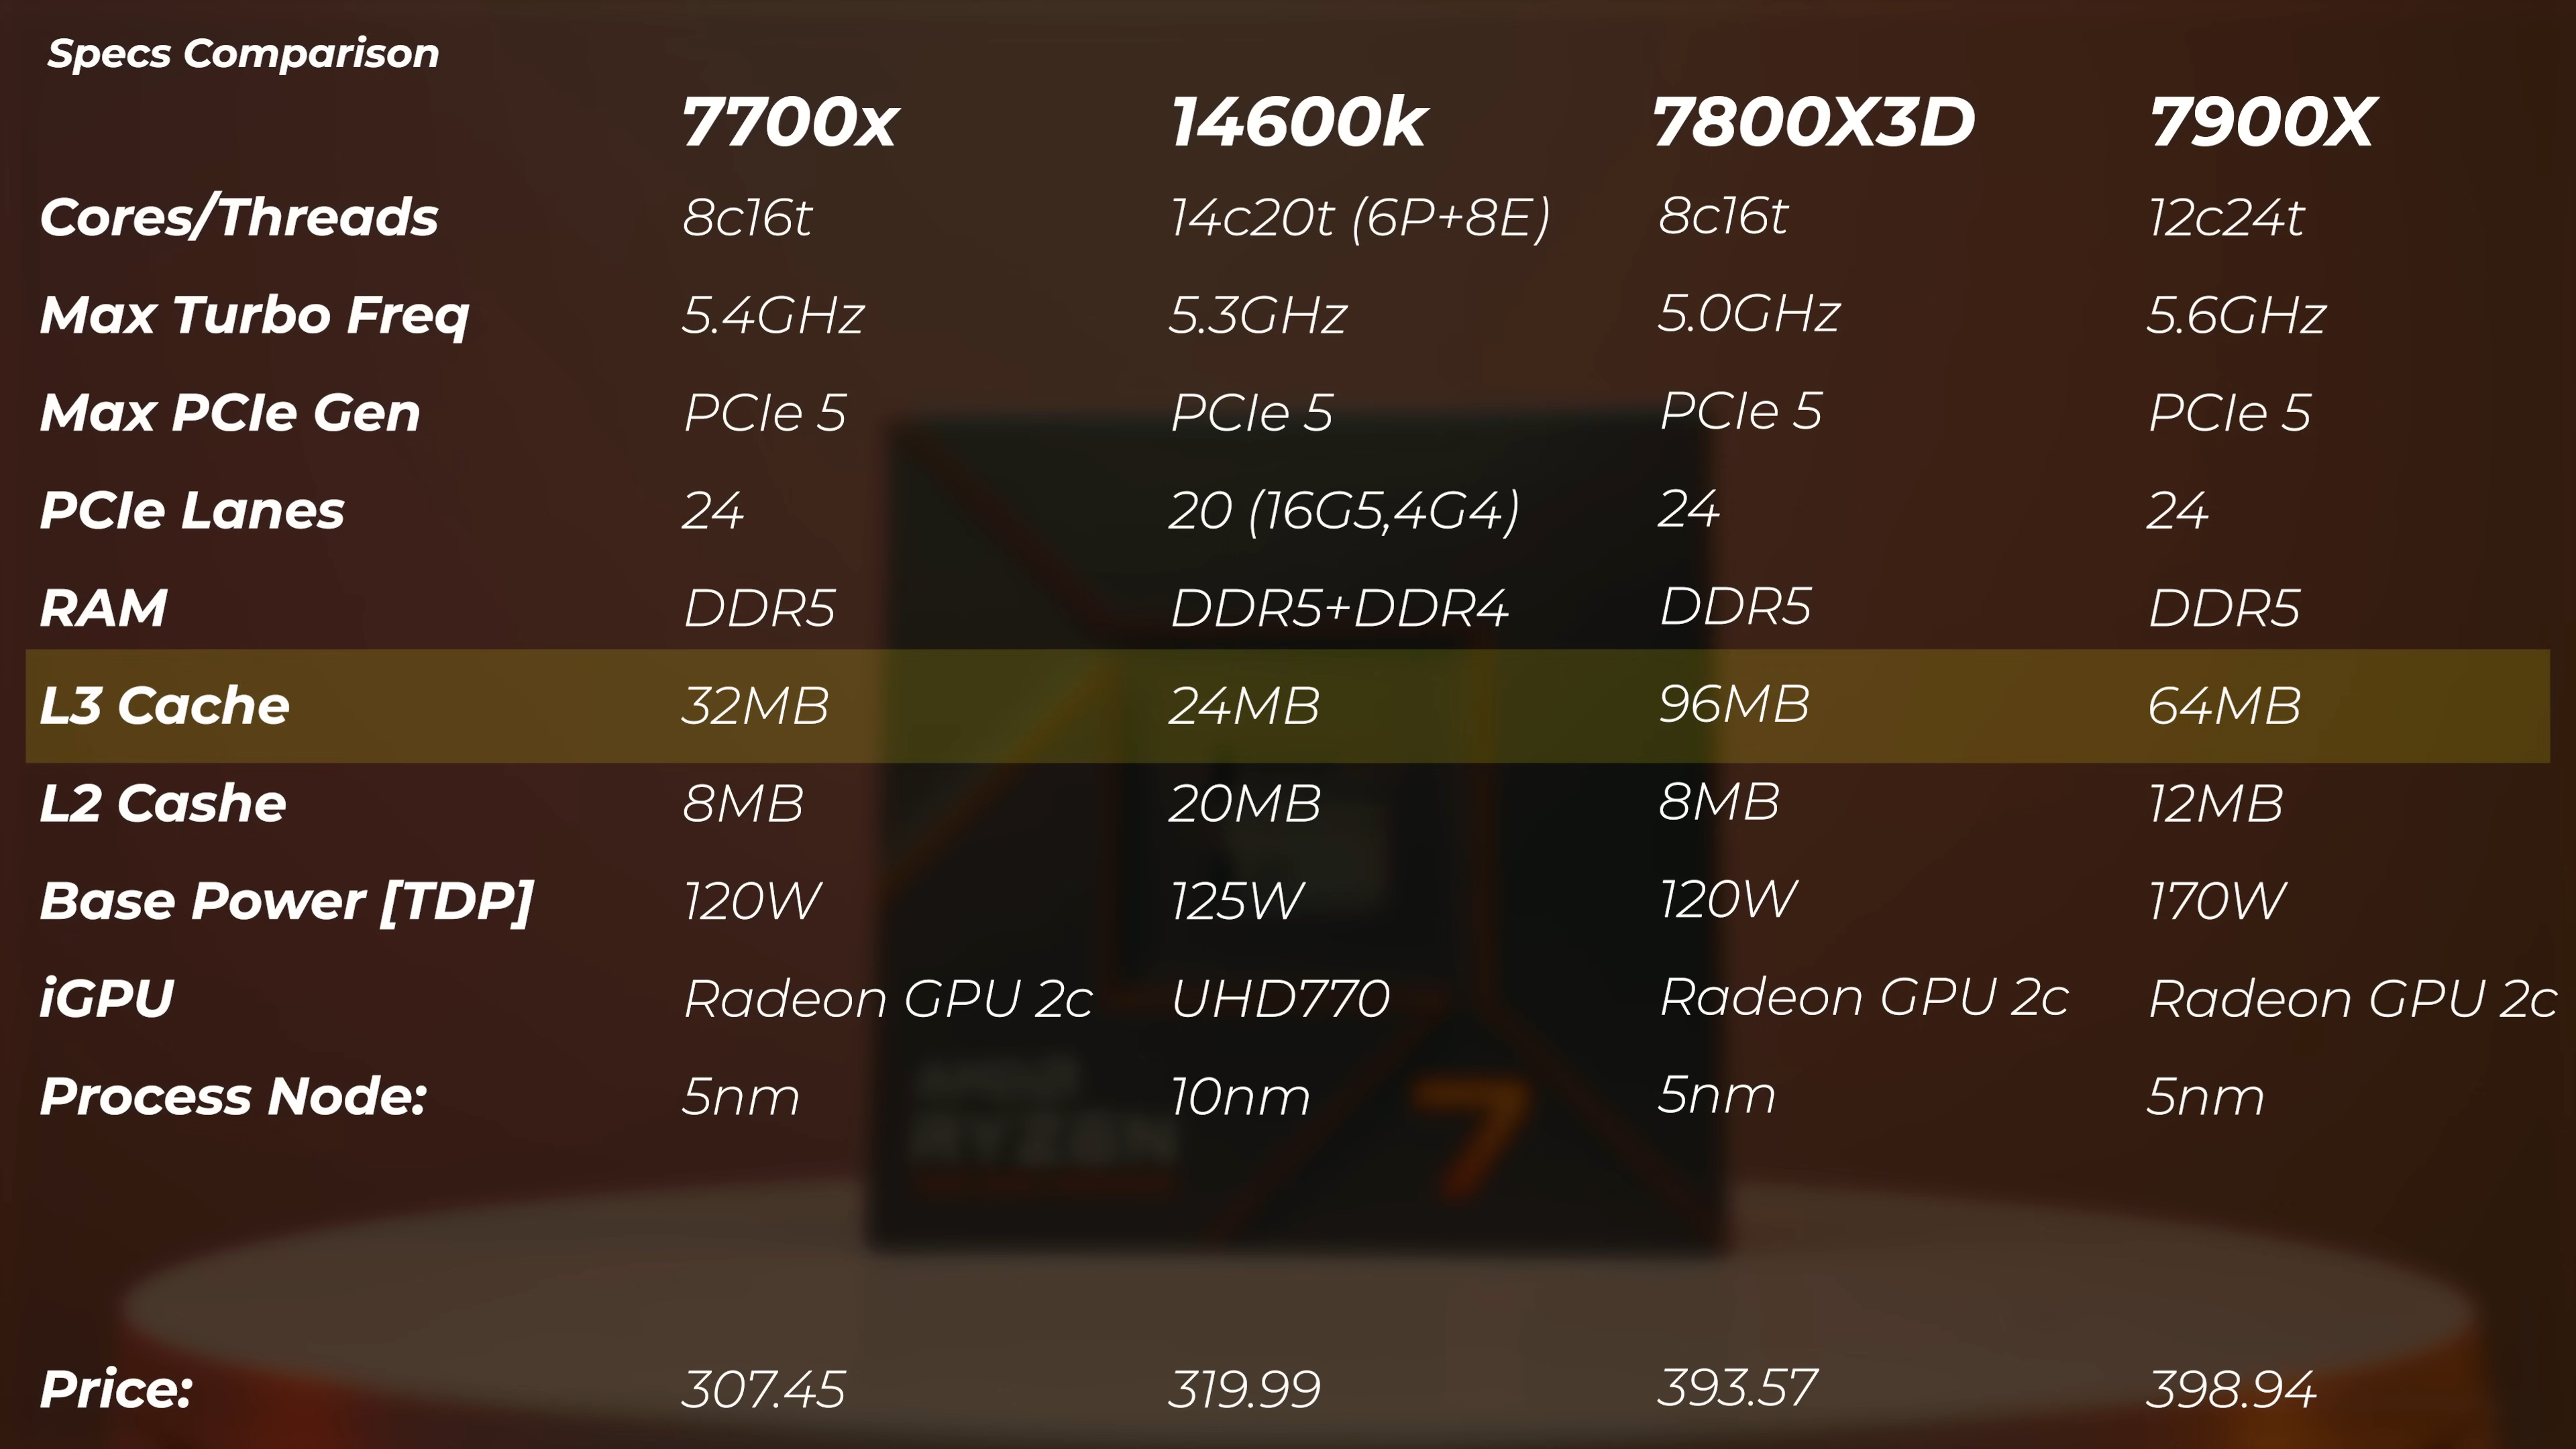 Specs Comparison
7700x 14600k 7800X3D 7900X
Cores/Threads 8c16t 14c20t (6P+8E) 8c16t 12c24t
Max Turbo Freq 5.4GHz 5.3GHz 5.0GHz 5.6GHz
Max PCIe Gen PCIe 5 PCIe 5 PCIe 5 PCIe 5
PCIe Lanes 24 20 (16G5,4G4) 24 24
RAM DDR5 DDR5+DDR4 DDR5 DDR5
L3 Cache 32MB 24MB 96MB 64MB
L2 Cashe 8MB 20MB 8MB 12MB
Base Power [TDP] 120W 125W 120W 170W
iGPU Radeon GPU 2c UHD770 Radeon GPU 2c Radeon GPU 2c
Process Node: 5nm 10nm 5nm 5nm
AMD
RYZEN
7
Price: 307.45 319.99 393.57 398.94